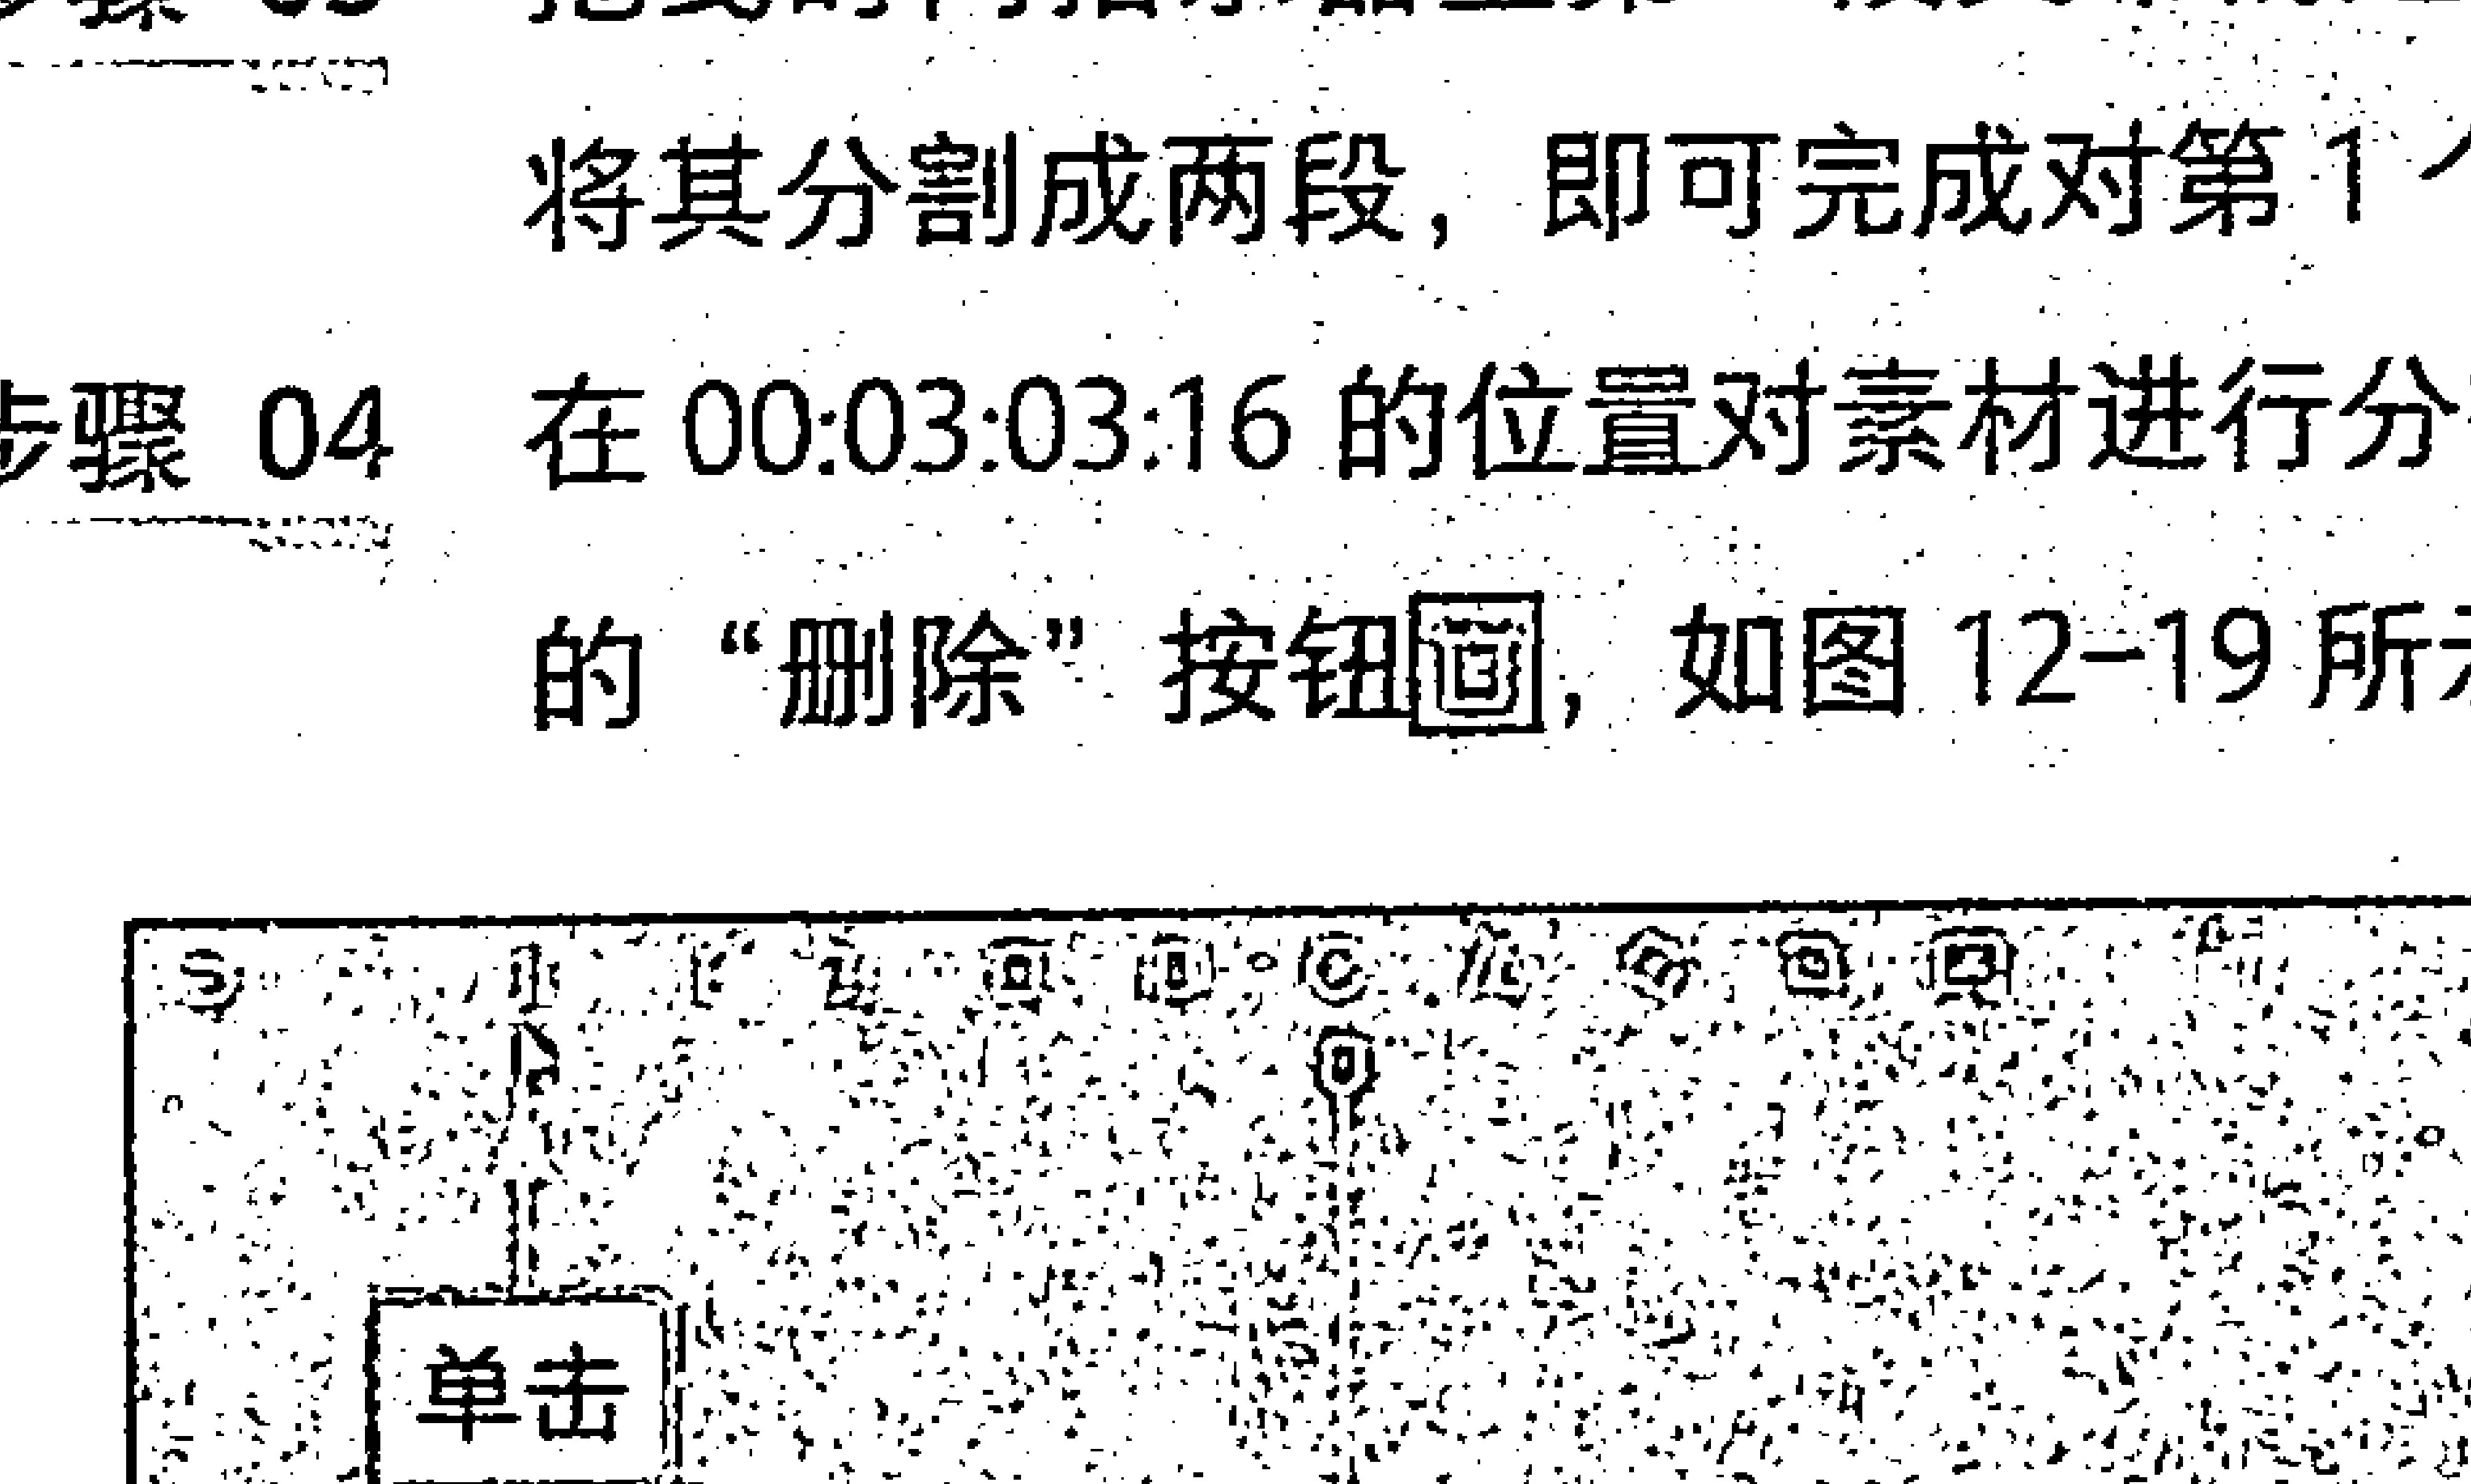 将其分割成两段，即可完成对第1
步骤 04 在 00:03:03:16 的位置对素材进行分
的“删除”按钮，如图 12-19 所
单击